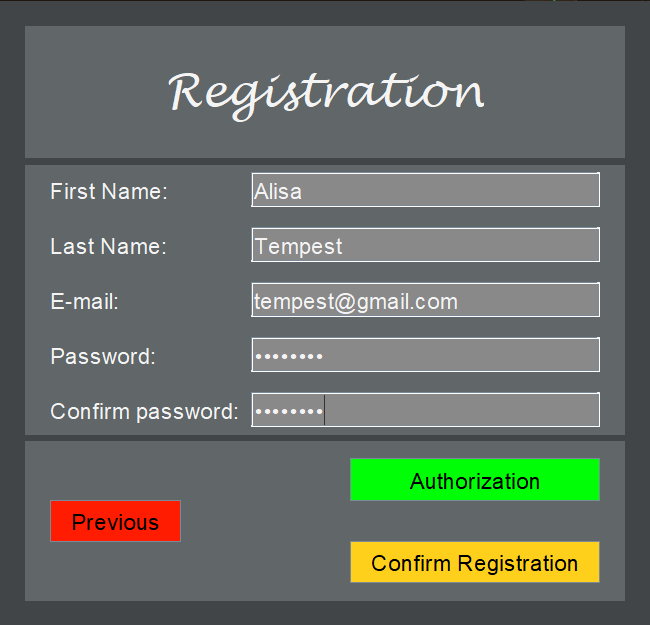 Registration
First Name: Alisa
Last Name: Tempest
E-mail: tempest@gmail.com
Password: ••••••••
Confirm password: ••••••••
Authorization
Previous
Confirm Registration